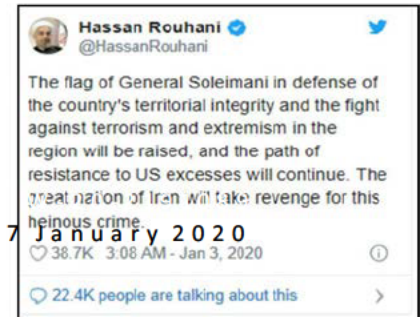 Hassan Rouhani
@HassanRouhani
The flag of General Soleimani in defense of
the country's territorial integrity and the fight
against terrorism and extremism in the
region will be raised, and the path of
resistance to US excesses will continue. The
great nation of Iran will take revenge for this
heinous crime.
7 January 2020
38.7K 3:08 AM - Jan 3, 2020
22.4K people are talking about this